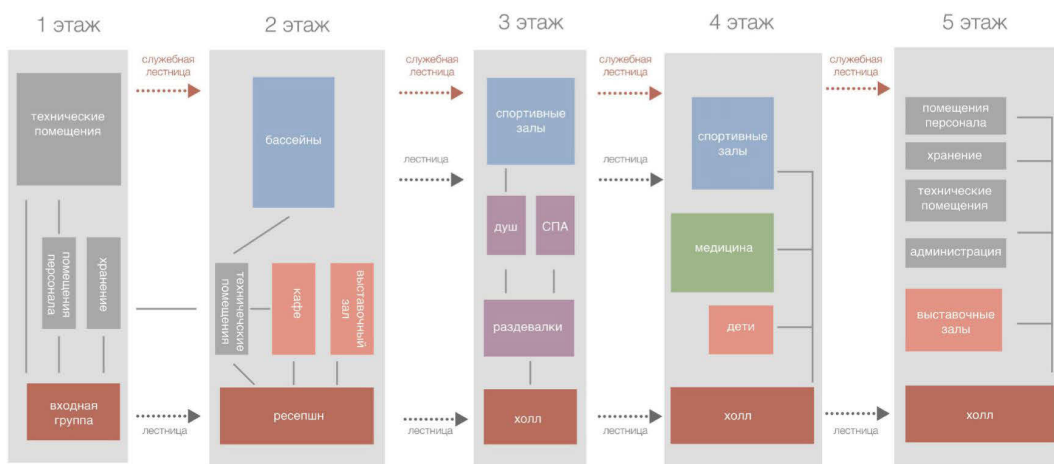 1 этаж
технические
помещения
помещения
персонала
хранение
входная
группа
служебная
лестница
лестница
2 этаж
бассейны
технические
помещения
кафе
выставочный
зал
ресепшн
служебная
лестница
лестница
лестница
3 этаж
спортивные
залы
душ
СПА
раздевалки
холл
служебная
лестница
лестница
лестница
4 этаж
спортивные
залы
медицина
дети
холл
служебная
лестница
лестница
5 этаж
помещения
персонала
хранение
технические
помещения
администрация
выставочные
залы
холл